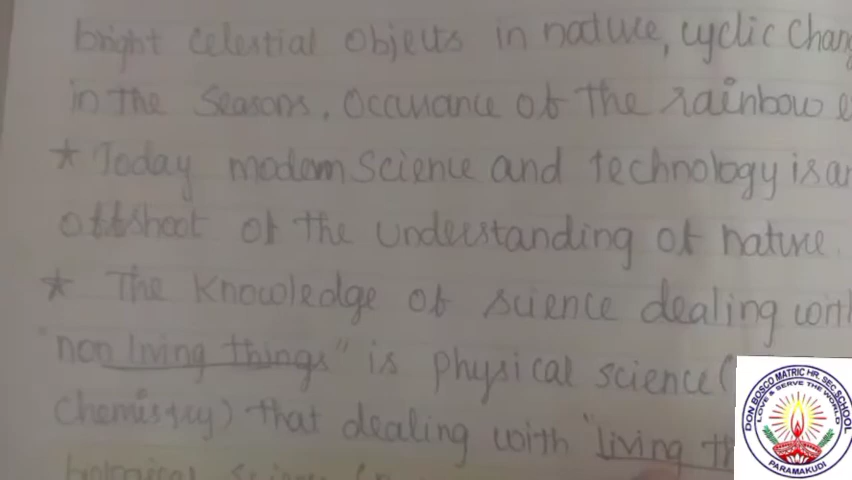 bright celestial objects in nature, cyclic
in the seasons. Occurance of the rainbow
* Today modern Science and technology is an
offshoot of the understanding of nature.
* The knowledge of science dealing with
"non living things" is physical science (
Chemistry) that dealing with "living
biological
DON BOSCO MATRIC HR. SEC. SCHOOL
LOVE & SERVE THE WORLD
PARAMAKUDI